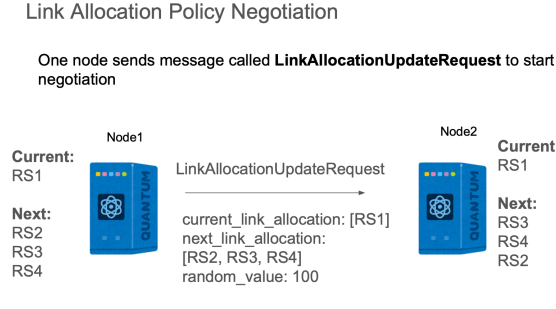 Link Allocation Policy Negotiation
One node sends message called LinkAllocationUpdateRequest to start
negotiation
Node1
Current:
RS1
Next:
RS2
RS3
RS4
QUANTUM
LinkAllocationUpdateRequest
current_link_allocation: [RS1]
next_link_allocation:
[RS2, RS3, RS4]
random_value: 100
Node2
QUANTUM
Current
RS1
Next:
RS3
RS4
RS2